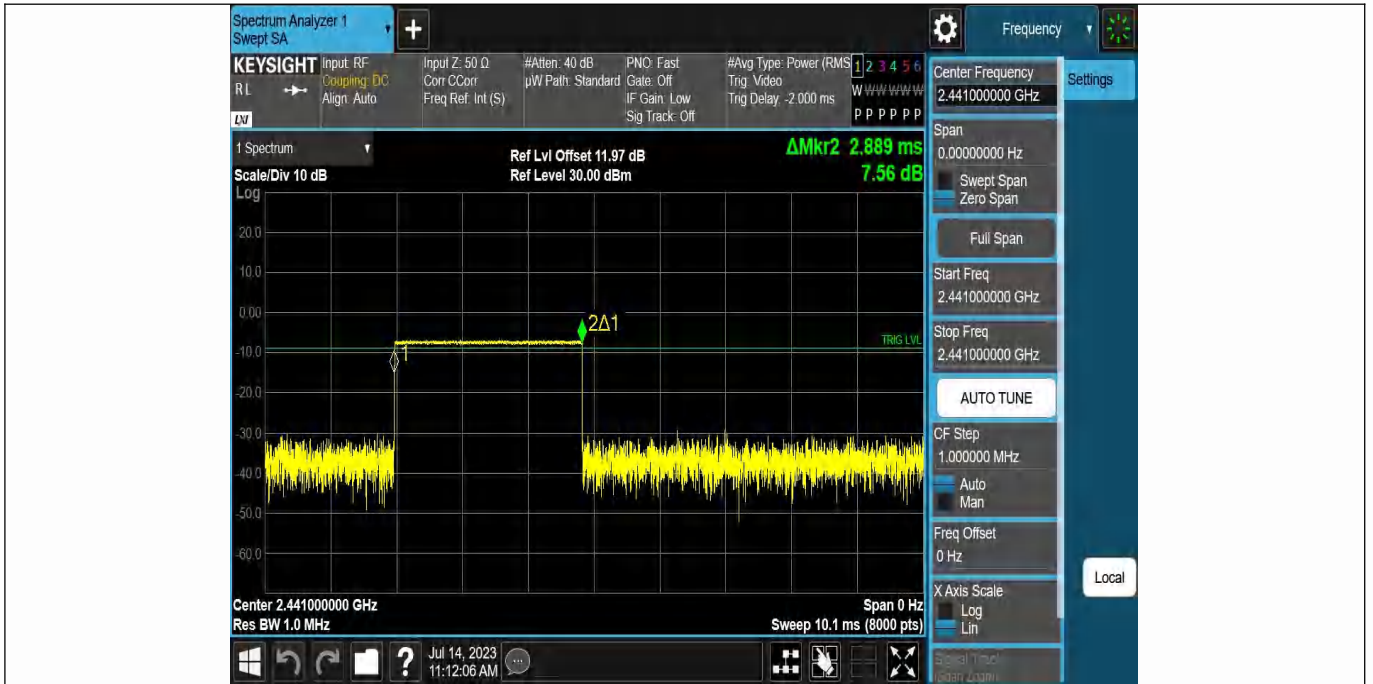 Spectrum Analyzer 1
Swept SA
Frequency
KEYSIGHT
R L
LXI
Input: RF
Coupling: DC
Align: Auto
Input Z: 50 Ω
Corr CCorr
Freq Ref: Int (S)
#Atten: 40 dB
µW Path: Standard
PNO: Fast
Gate: Off
IF Gain: Low
Sig Track: Off
#Avg Type: Power (RMS
Trig: Video
Trig Delay: -2.000 ms
1 2 3 4 5 6
W W W W W W
P P P P P P
1 Spectrum
Scale/Div 10 dB
Log
Ref Lvl Offset 11.97 dB
Ref Level 30.00 dBm
ΔMkr2 2.889 ms
7.56 dB
20.0
10.0
0.00
-10.0
-20.0
-30.0
-40.0
-50.0
-60.0
1
2Δ1
TRIG LVL
Center 2.441000000 GHz
Res BW 1.0 MHz
Span 0 Hz
Sweep 10.1 ms (8000 pts)
Jul 14, 2023
11:12:06 AM
Center Frequency
2.441000000 GHz
Settings
Span
0.00000000 Hz
Swept Span
Zero Span
Full Span
Start Freq
2.441000000 GHz
Stop Freq
2.441000000 GHz
AUTO TUNE
CF Step
1.000000 MHz
Auto
Man
Freq Offset
0 Hz
X Axis Scale
Log
Lin
Local
Signal Track
(Span Zoom)